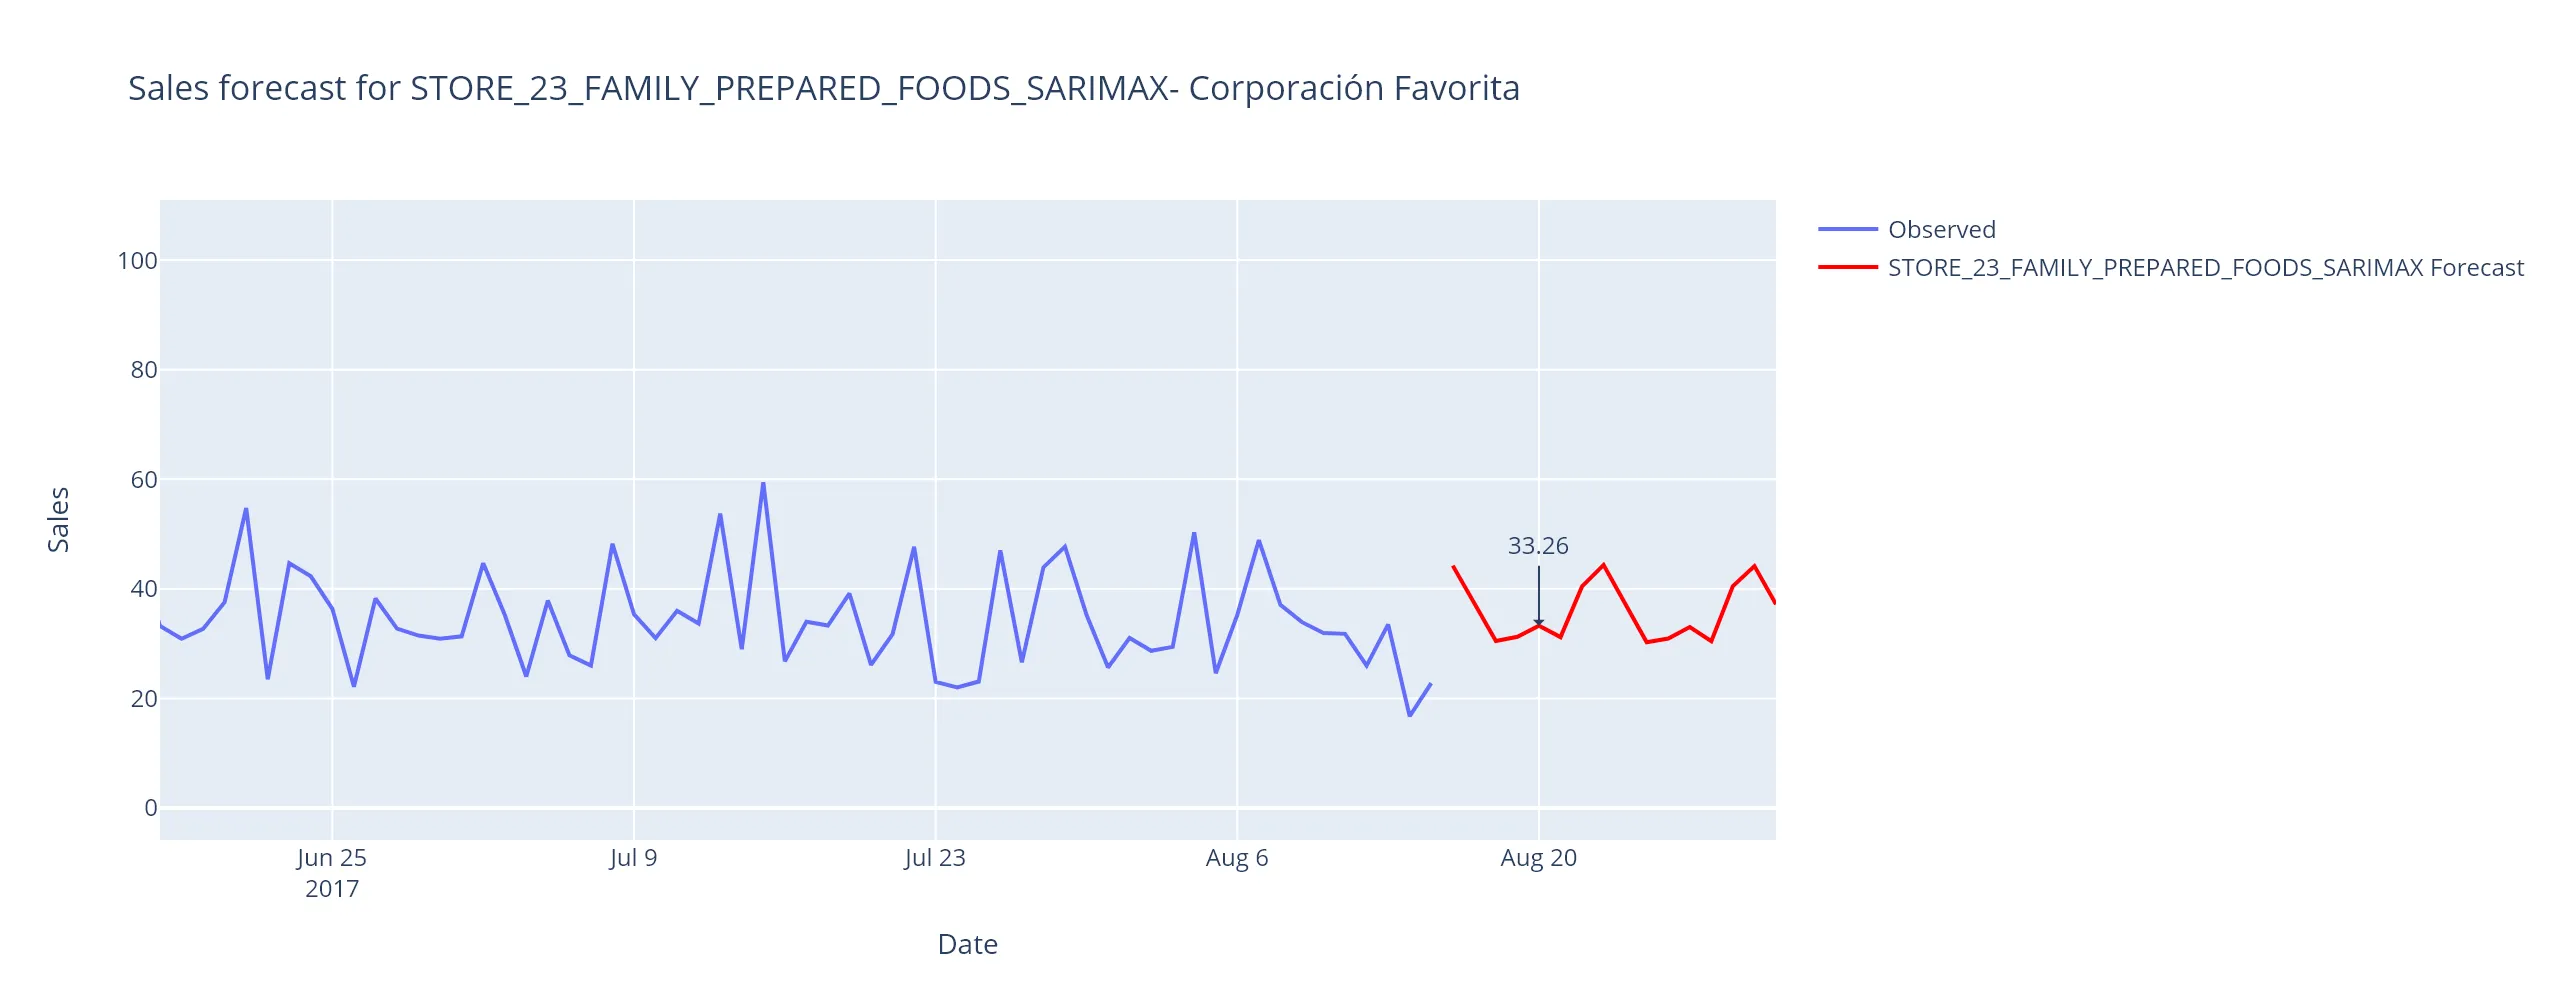 Sales forecast for STORE_23_FAMILY_PREPARED_FOODS_SARIMAX- Corporación Favorita
Observed
STORE_23_FAMILY_PREPARED_FOODS_SARIMAX Forecast
100
80
60
40
20
0
Sales
33.26
Jun 25
2017
Jul 9
Jul 23
Aug 6
Aug 20
Date